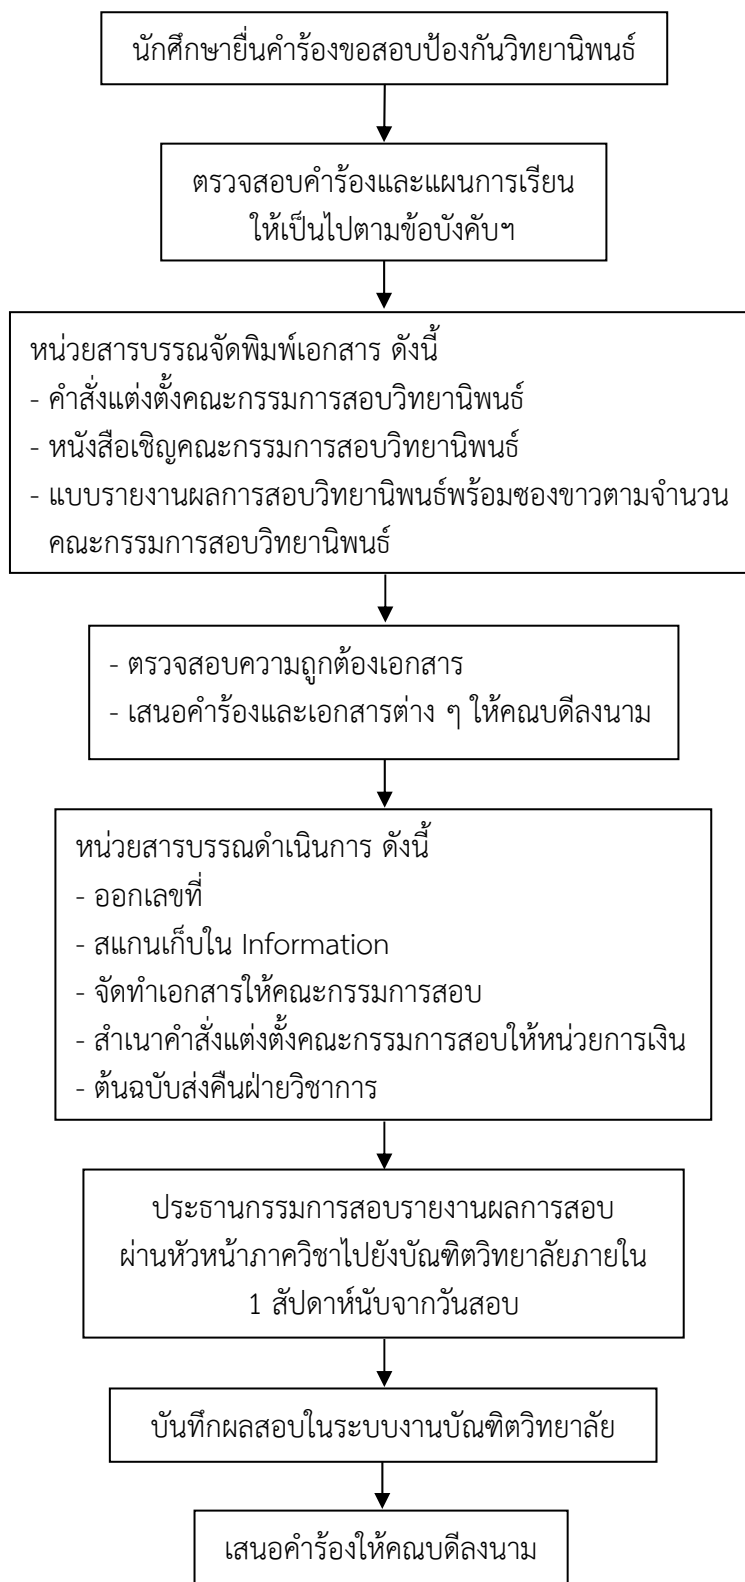 นักศึกษายื่นคำร้องขอสอบป้องกันวิทยานิพนธ์
ตรวจสอบคำร้องและแผนการเรียน
ให้เป็นไปตามข้อบังคับฯ
หน่วยสารบรรณจัดพิมพ์เอกสาร ดังนี้
- คำสั่งแต่งตั้งคณะกรรมการสอบวิทยานิพนธ์
- หนังสือเชิญคณะกรรมการสอบวิทยานิพนธ์
- แบบรายงานผลการสอบวิทยานิพนธ์พร้อมซองขาวตามจำนวน
คณะกรรมการสอบวิทยานิพนธ์
- ตรวจสอบความถูกต้องเอกสาร
- เสนอคำร้องและเอกสารต่าง ๆ ให้คณบดีลงนาม
หน่วยสารบรรณดำเนินการ ดังนี้
- ออกเลขที่
- สแกนเก็บใน Information
- จัดทำเอกสารให้คณะกรรมการสอบ
- สำเนาคำสั่งแต่งตั้งคณะกรรมการสอบให้หน่วยการเงิน
- ต้นฉบับส่งคืนฝ่ายวิชาการ
ประธานกรรมการสอบรายงานผลการสอบ
ผ่านหัวหน้าภาควิชาไปยังบัณฑิตวิทยาลัยภายใน
1 สัปดาห์นับจากวันสอบ
บันทึกผลสอบในระบบงานบัณฑิตวิทยาลัย
เสนอคำร้องให้คณบดีลงนาม